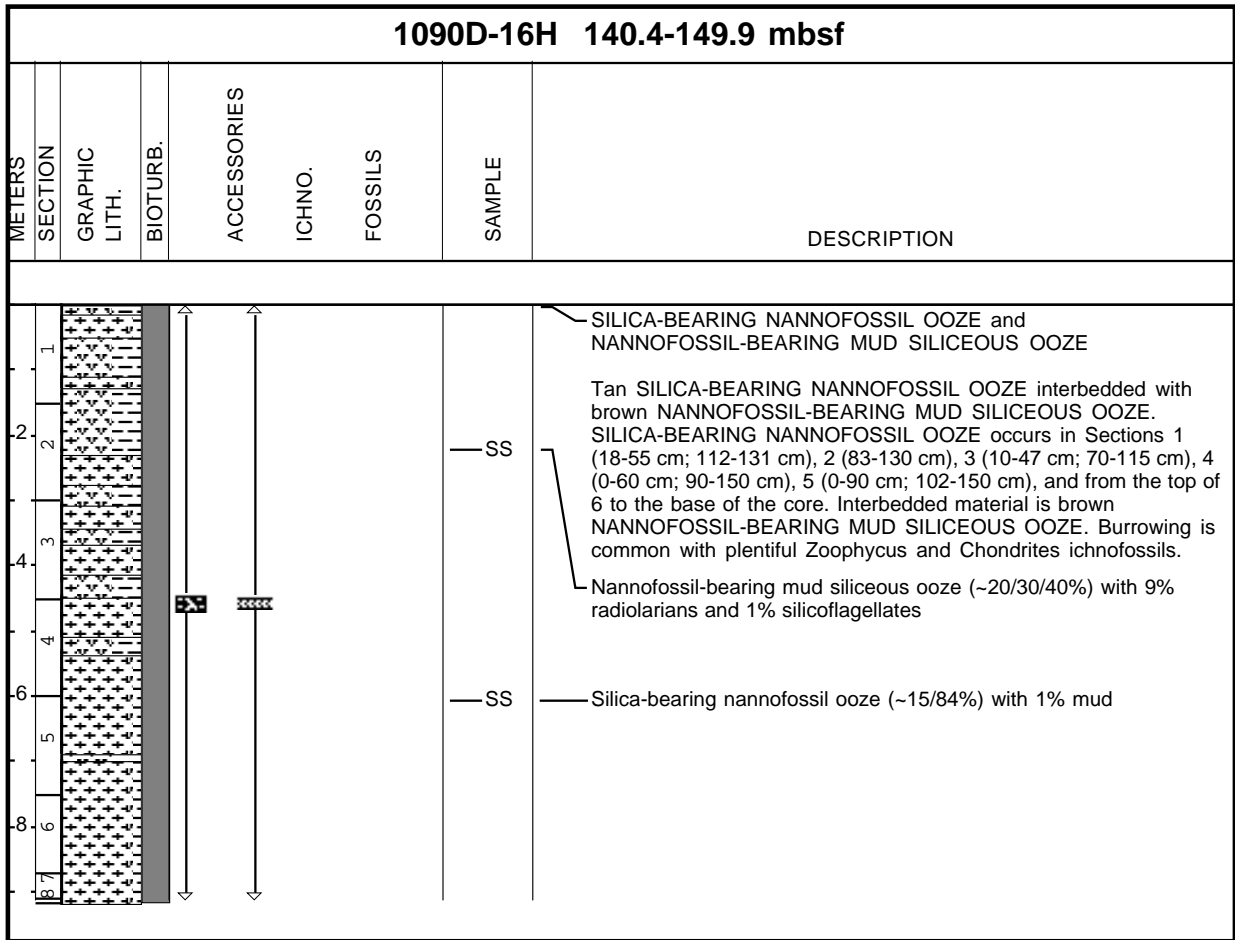 1090D-16H 140.4-149.9 mbsf
METERS
SECTION
GRAPHIC
LITH.
BIOTURB.
ACCESSORIES
ICHNO.
FOSSILS
SAMPLE
DESCRIPTION
1
2
3
4
5
6
7
8
2
4
6
8
SS
SS
SILICA-BEARING NANNOFOSSIL OOZE and
NANNOFOSSIL-BEARING MUD SILICEOUS OOZE
Tan SILICA-BEARING NANNOFOSSIL OOZE interbedded with
brown NANNOFOSSIL-BEARING MUD SILICEOUS OOZE.
SILICA-BEARING NANNOFOSSIL OOZE occurs in Sections 1
(18-55 cm; 112-131 cm), 2 (83-130 cm), 3 (10-47 cm; 70-115 cm), 4
(0-60 cm; 90-150 cm), 5 (0-90 cm; 102-150 cm), and from the top of
6 to the base of the core. Interbedded material is brown
NANNOFOSSIL-BEARING MUD SILICEOUS OOZE. Burrowing is
common with plentiful Zoophycus and Chondrites ichnofossils.
Nannofossil-bearing mud siliceous ooze (~20/30/40%) with 9%
radiolarians and 1% silicoflagellates
Silica-bearing nannofossil ooze (~15/84%) with 1% mud